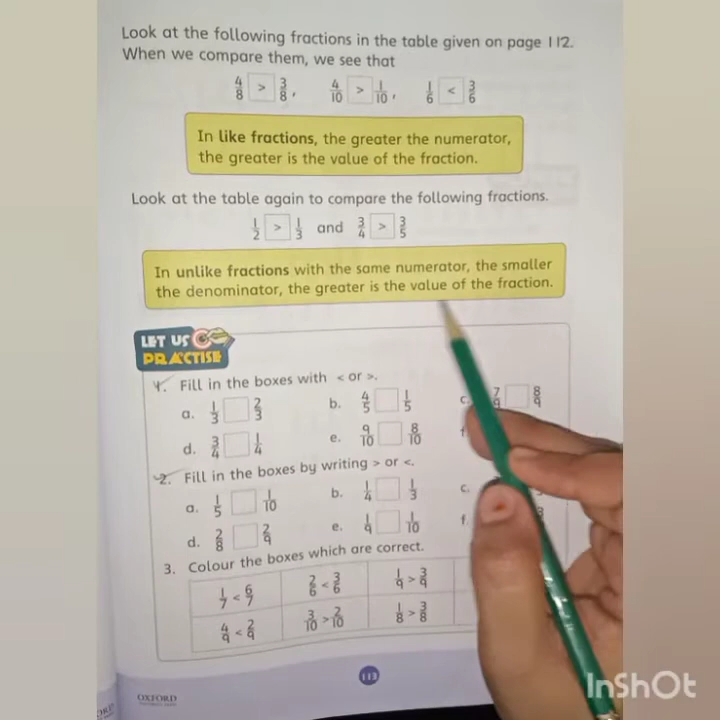 Look at the following fractions in the table given on page 112.
When we compare them, we see that
4/8 > 3/8, 4/10 > 1/10, 1/6 < 3/6
In like fractions, the greater the numerator,
the greater is the value of the fraction.
Look at the table again to compare the following fractions.
1/2 > 1/3 and 3/4 > 3/5
In unlike fractions with the same numerator, the smaller
the denominator, the greater is the value of the fraction.
LET US
PRACTISE
1. Fill in the boxes with < or >.
a. 1/3 □ 2/3 b. 4/5 □ 1/5 c. 7/9 □ 8/9
d. 3/4 □ 1/4 e. 9/10 □ 8/10 f.
2. Fill in the boxes by writing > or <.
a. 1/5 □ 1/10 b. 1/4 □ 1/3 c.
d. 2/8 □ 2/9 e. 1/9 □ 1/10 f.
3. Colour the boxes which are correct.
1/7 < 6/7 2/6 < 3/6 1/9 > 3/9
4/9 < 2/9 3/10 > 2/10 1/8 > 3/8
113
OXFORD
InShOt